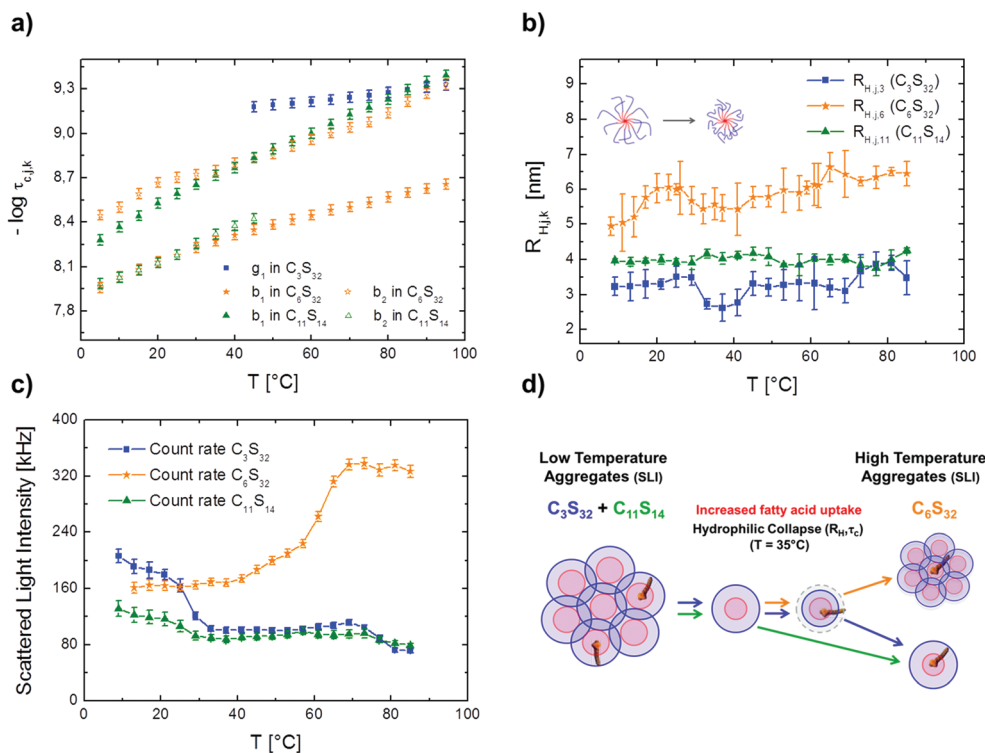 a)
- log τc,j,k
9,3
9,0
8,7
8,4
8,1
7,8
0 20 40 60 80 100
T [°C]
g1 in C3S32
b1 in C6S32 b2 in C6S32
b1 in C11S14 b2 in C11S14
b)
RH,j,k [nm]
9
8
7
6
5
4
3
2
0 20 40 60 80 100
T [°C]
RH,j,3 (C3S32)
RH,j,6 (C6S32)
RH,j,11 (C11S14)
c)
Scattered Light Intensity [kHz]
400
320
240
160
80
0
0 20 40 60 80 100
T [°C]
Count rate C3S32
Count rate C6S32
Count rate C11S14
d)
Low Temperature
Aggregates (SLI)
C3S32 + C11S14
Increased fatty acid uptake
Hydrophilic Collapse (RH,τc)
(T = 35°C)
High Temperature
Aggregates (SLI)
C6S32